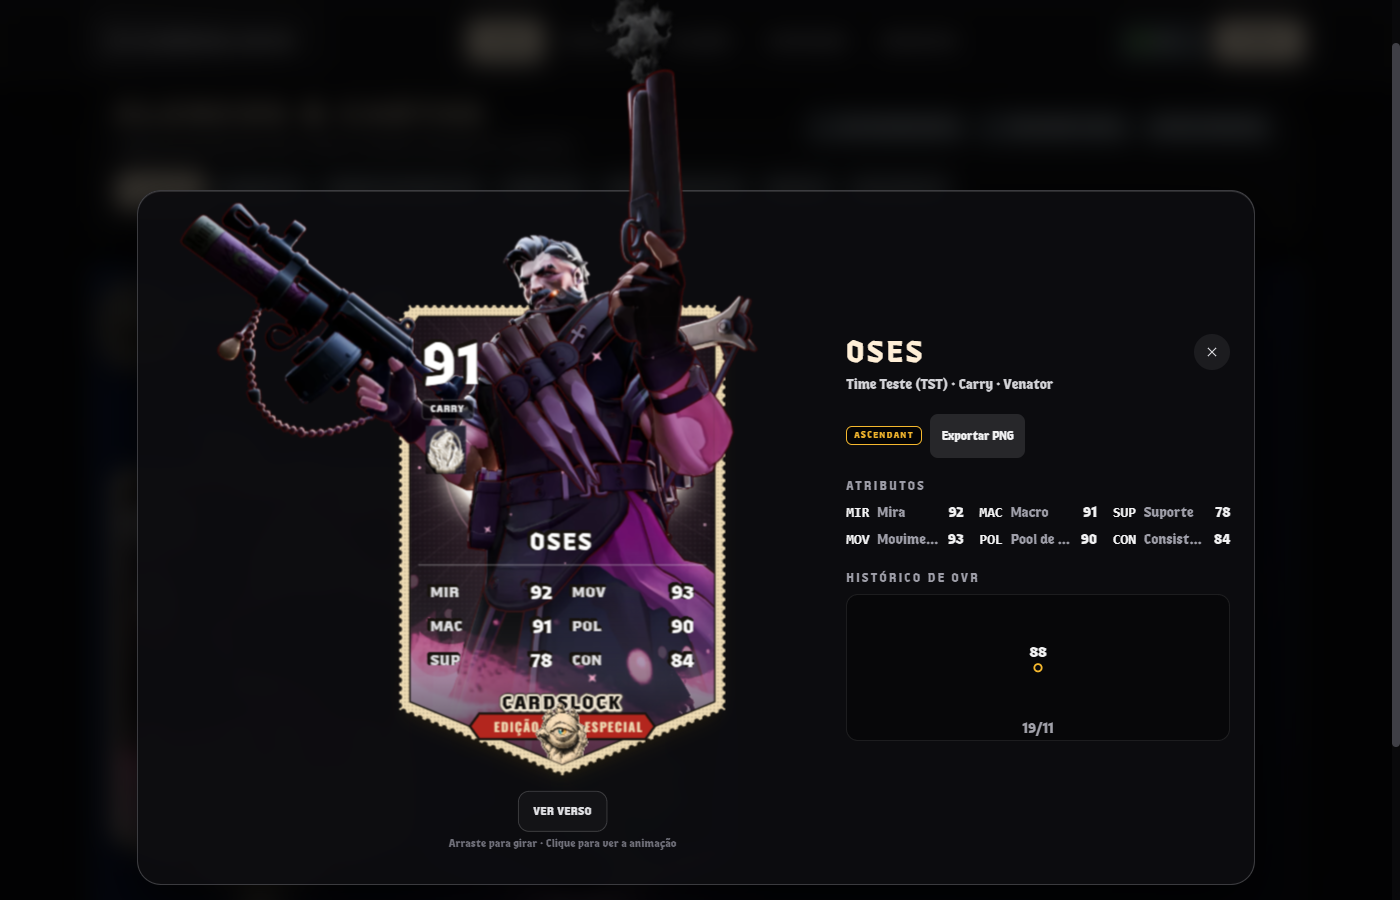 91
CARRY
OSES
MIR 92 MOV 93
MAC 91 POL 90
SUP 78 CON 84
CARDSLOCK
EDIÇÃO ESPECIAL
VER VERSO
Arraste para girar · Clique para ver a animação
OSES
Time Teste (TST) · Carry · Venator
ASCENDANT
Exportar PNG
ATRIBUTOS
MIR Mira 92 MAC Macro 91 SUP Suporte 78
MOV Movime... 93 POL Pool de ... 90 CON Consist... 84
HISTÓRICO DE OVR
88
19/11